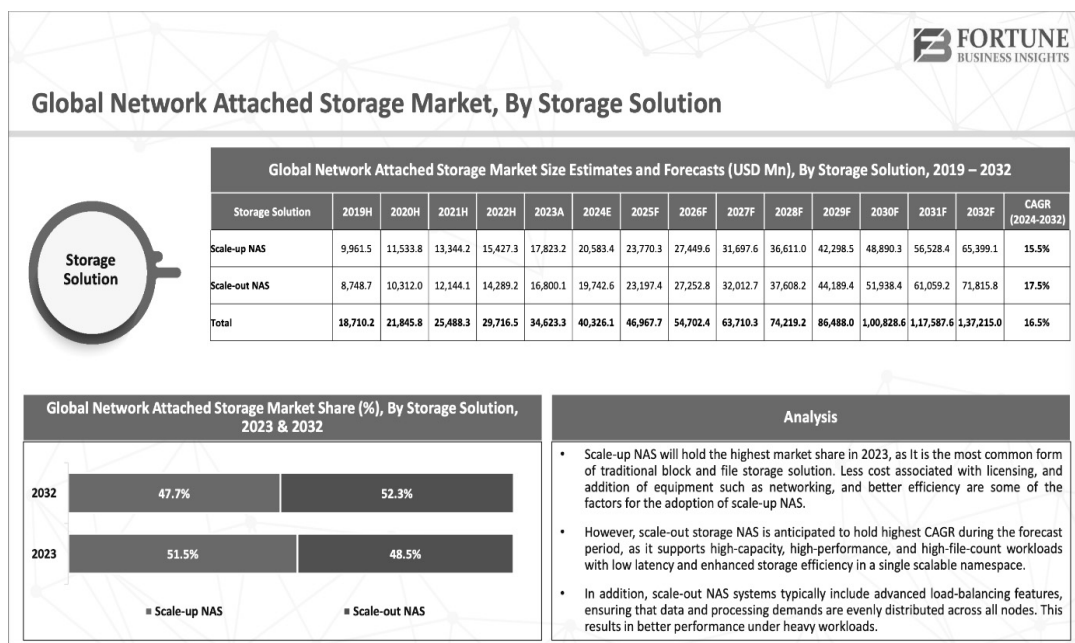 FORTUNE
BUSINESS INSIGHTS
Global Network Attached Storage Market, By Storage Solution
Storage
Solution
Global Network Attached Storage Market Size Estimates and Forecasts (USD Mn), By Storage Solution, 2019 – 2032
Storage Solution 2019H 2020H 2021H 2022H 2023A 2024E 2025F 2026F 2027F 2028F 2029F 2030F 2031F 2032F CAGR (2024-2032)
Scale-up NAS 9,961.5 11,533.8 13,344.2 15,427.3 17,823.2 20,583.4 23,770.3 27,449.6 31,697.6 36,611.0 42,298.5 48,890.3 56,528.4 65,399.1 15.5%
Scale-out NAS 8,748.7 10,312.0 12,144.1 14,289.2 16,800.1 19,742.6 23,197.4 27,252.8 32,012.7 37,608.2 44,189.4 51,938.4 61,059.2 71,815.8 17.5%
Total 18,710.2 21,845.8 25,488.3 29,716.5 34,623.3 40,326.1 46,967.7 54,702.4 63,710.3 74,219.2 86,488.0 1,00,828.6 1,17,587.6 1,37,215.0 16.5%
Global Network Attached Storage Market Share (%), By Storage Solution,
2023 & 2032
2032 47.7% 52.3%
2023 51.5% 48.5%
Scale-up NAS Scale-out NAS
Analysis
• Scale-up NAS will hold the highest market share in 2023, as It is the most common form
of traditional block and file storage solution. Less cost associated with licensing, and
addition of equipment such as networking, and better efficiency are some of the
factors for the adoption of scale-up NAS.
• However, scale-out storage NAS is anticipated to hold highest CAGR during the forecast
period, as it supports high-capacity, high-performance, and high-file-count workloads
with low latency and enhanced storage efficiency in a single scalable namespace.
• In addition, scale-out NAS systems typically include advanced load-balancing features,
ensuring that data and processing demands are evenly distributed across all nodes. This
results in better performance under heavy workloads.